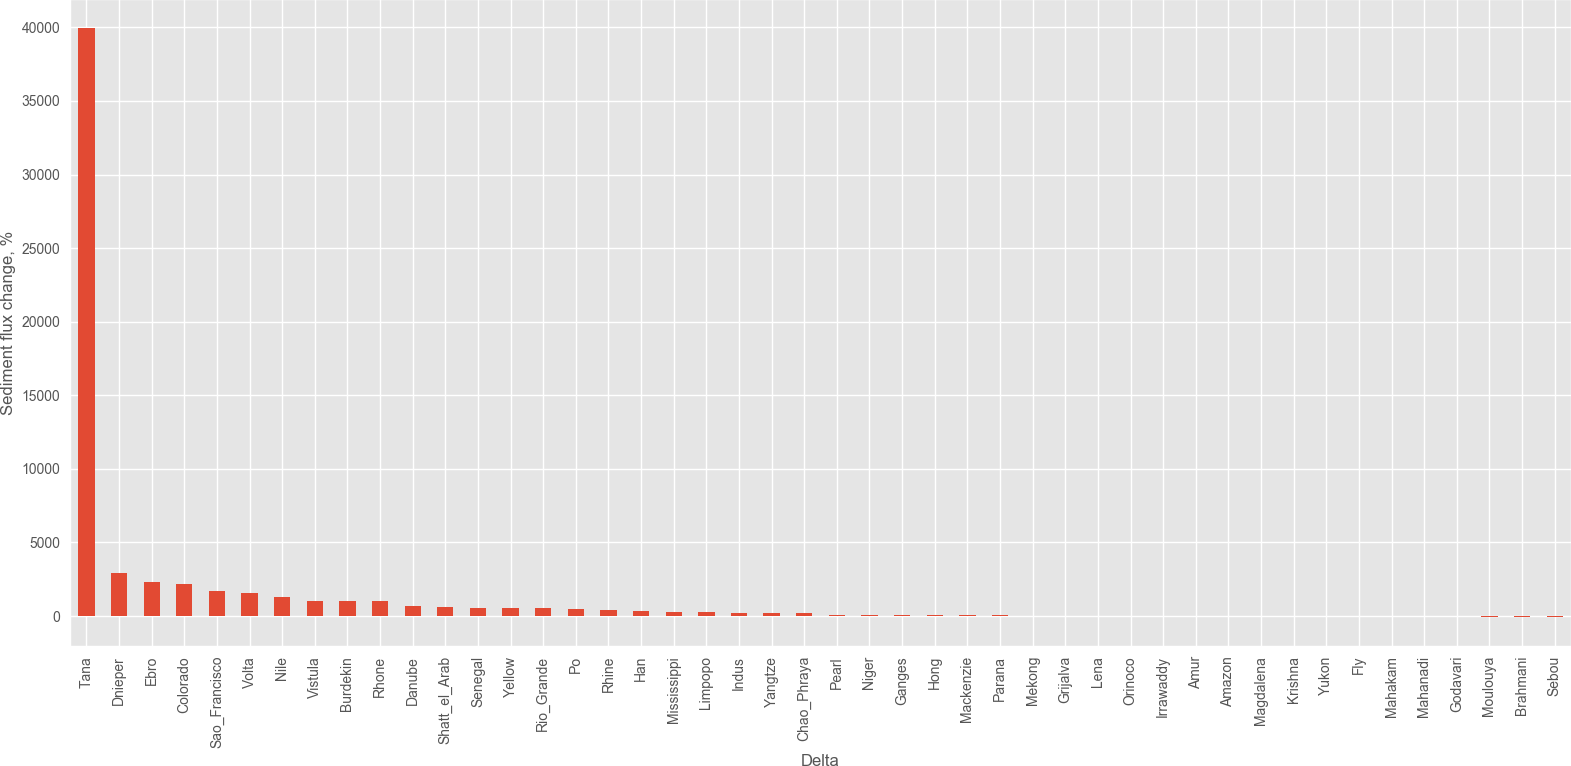 Sediment flux change, %
40000
35000
30000
25000
20000
15000
10000
5000
0
Tana
Dnieper
Ebro
Colorado
Sao_Francisco
Volta
Nile
Vistula
Burdekin
Rhone
Danube
Shatt_el_Arab
Senegal
Yellow
Rio_Grande
Po
Rhine
Han
Mississippi
Limpopo
Indus
Yangtze
Chao_Phraya
Pearl
Niger
Ganges
Hong
Mackenzie
Parana
Mekong
Grijalva
Lena
Orinoco
Irrawaddy
Amur
Amazon
Magdalena
Krishna
Yukon
Fly
Mahakam
Mahanadi
Godavari
Moulouya
Brahmani
Sebou
Delta